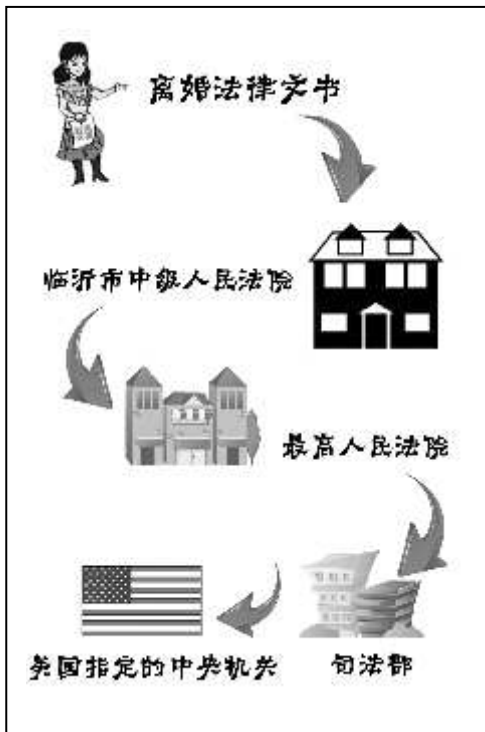 离婚法律文书
临沂市中级人民法院
最高人民法院
司法部
美国指定的中央机关